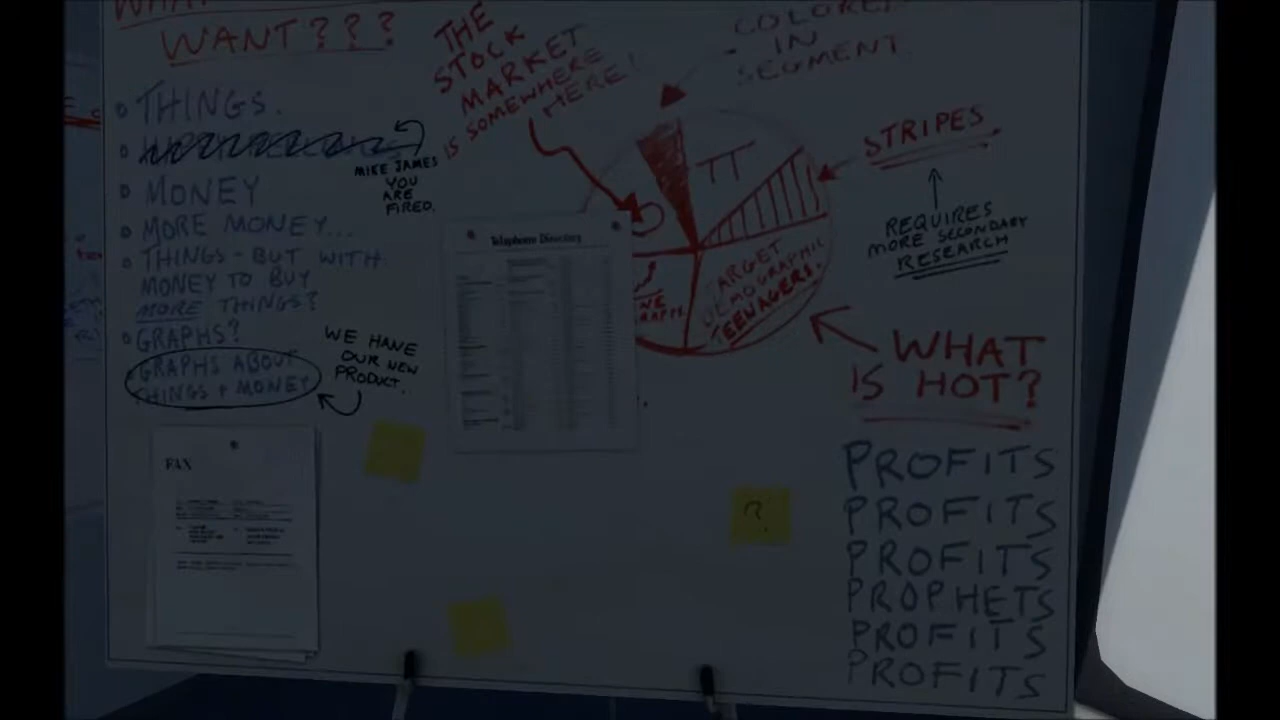 WANT???
THINGS.
MIKE JAMES
YOU
ARE
FIRED.
MONEY
MORE MONEY...
THINGS - BUT WITH
MONEY TO BUY
MORE THINGS?
GRAPHS?
GRAPHS ABOUT
THINGS + MONEY
WE HAVE
OUR NEW
PRODUCT.
FAX
THE
STOCK
MARKET
IS SOMEWHERE
HERE!
Telephone Directory
IN
SEGMENT
TT
STRIPES
REQUIRES
MORE SECONDARY
RESEARCH
TARGET
DEMOGRAPHIC
TEENAGERS.
WHAT
IS HOT?
PROFITS
PROFITS
PROFITS
PROPHETS
PROFITS
PROFITS
?